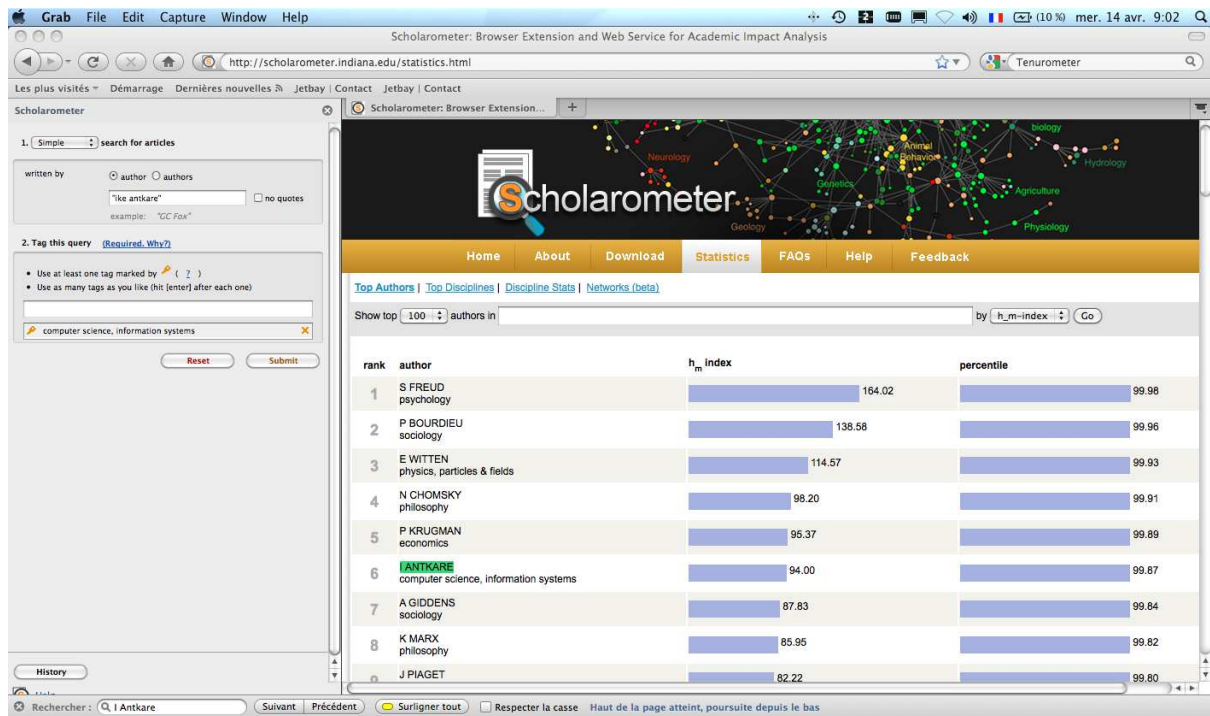 Grab File Edit Capture Window Help (10 %) mer. 14 avr. 9:02
Scholarometer: Browser Extension and Web Service for Academic Impact Analysis
http://scholarometer.indiana.edu/statistics.html Tenurometer
Les plus visités Démarrage Dernières nouvelles Jetbay | Contact Jetbay | Contact
Scholarometer
1. Simple search for articles
written by author authors
"ike antkare" no quotes
example: "GC Fox"
2. Tag this query (Required. Why?)
• Use at least one tag marked by ( ? )
• Use as many tags as you like (hit [enter] after each one)
computer science, information systems
Reset Submit
History
Scholarometer: Browser Extension... +
Neurology
Animal Behavior
biology
Hydrology
Genetics
Agriculture
Geology
Physiology
Scholarometer
Home About Download Statistics FAQs Help Feedback
Top Authors | Top Disciplines | Discipline Stats | Networks (beta)
Show top 100 authors in by h_m-index Go
rank author hm index percentile
1 S FREUD 164.02 99.98
psychology
2 P BOURDIEU 138.58 99.96
sociology
3 E WITTEN 114.57 99.93
physics, particles & fields
4 N CHOMSKY 98.20 99.91
philosophy
5 P KRUGMAN 95.37 99.89
economics
6 I ANTKARE 94.00 99.87
computer science, information systems
7 A GIDDENS 87.83 99.84
sociology
8 K MARX 85.95 99.82
philosophy
9 J PIAGET 82.22 99.80
Rechercher : I Antkare Suivant Précédent Surligner tout Respecter la casse Haut de la page atteint, poursuite depuis le bas